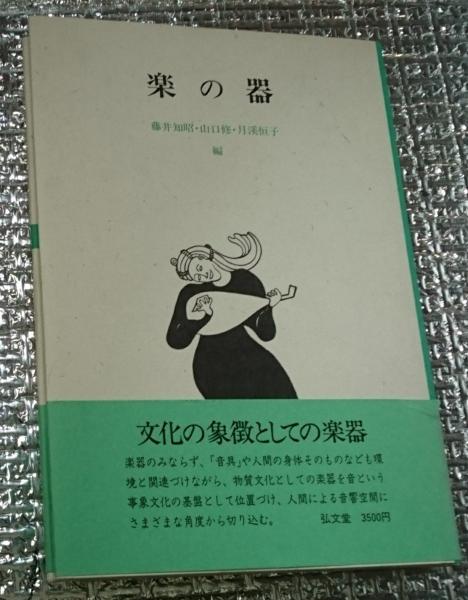 楽の器
藤井知昭・山口修・月溪恒子
編
文化の象徴としての楽器
楽器のみならず、「音具」や人間の身体そのものなども環
境と関連づけながら、物質文化としての楽器を音という
事象文化の基盤として位置づけ、人間による音響空間に
さまざまな角度から切り込む。 弘文堂 3500円